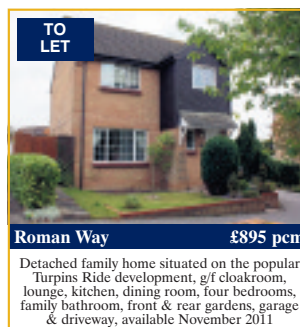 TO
LET
Roman Way £895 pcm
Detached family home situated on the popular
Turpins Ride development, g/f cloakroom,
lounge, kitchen, dining room, four bedrooms,
family bathroom, front & rear gardens, garage
& driveway, available November 2011